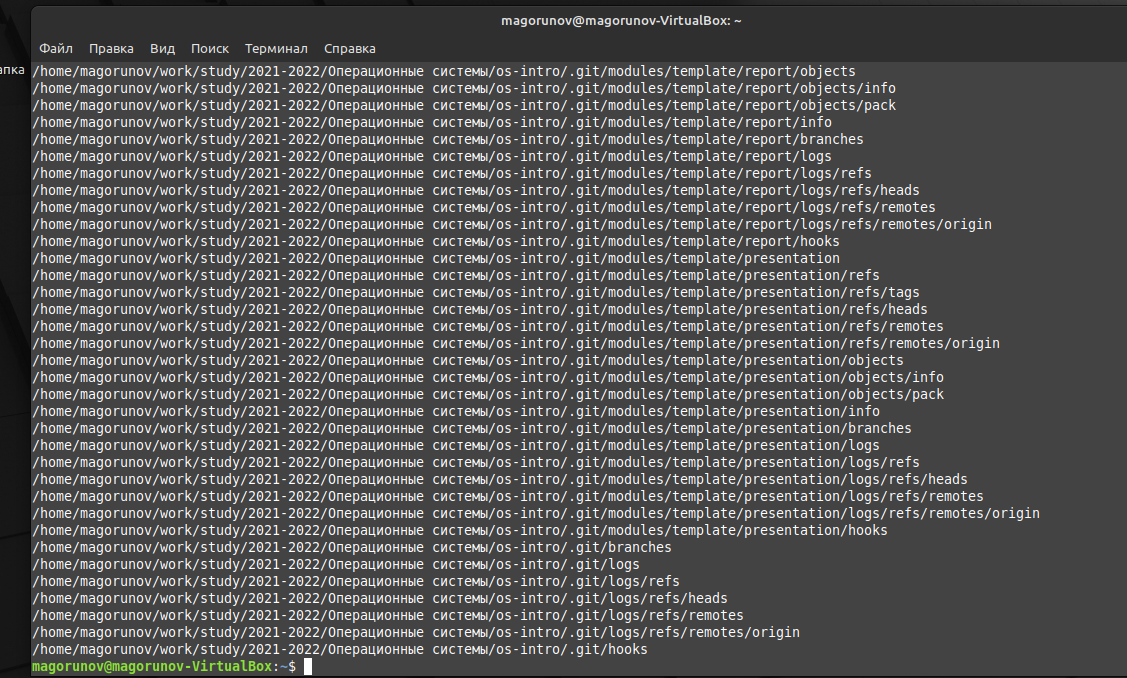 magorunov@magorunov-VirtualBox: ~
Файл Правка Вид Поиск Терминал Справка
апка
/home/magorunov/work/study/2021-2022/Операционные системы/os-intro/.git/modules/template/report/objects
/home/magorunov/work/study/2021-2022/Операционные системы/os-intro/.git/modules/template/report/objects/info
/home/magorunov/work/study/2021-2022/Операционные системы/os-intro/.git/modules/template/report/objects/pack
/home/magorunov/work/study/2021-2022/Операционные системы/os-intro/.git/modules/template/report/info
/home/magorunov/work/study/2021-2022/Операционные системы/os-intro/.git/modules/template/report/branches
/home/magorunov/work/study/2021-2022/Операционные системы/os-intro/.git/modules/template/report/logs
/home/magorunov/work/study/2021-2022/Операционные системы/os-intro/.git/modules/template/report/logs/refs
/home/magorunov/work/study/2021-2022/Операционные системы/os-intro/.git/modules/template/report/logs/refs/heads
/home/magorunov/work/study/2021-2022/Операционные системы/os-intro/.git/modules/template/report/logs/refs/remotes
/home/magorunov/work/study/2021-2022/Операционные системы/os-intro/.git/modules/template/report/logs/refs/remotes/origin
/home/magorunov/work/study/2021-2022/Операционные системы/os-intro/.git/modules/template/report/hooks
/home/magorunov/work/study/2021-2022/Операционные системы/os-intro/.git/modules/template/presentation
/home/magorunov/work/study/2021-2022/Операционные системы/os-intro/.git/modules/template/presentation/refs
/home/magorunov/work/study/2021-2022/Операционные системы/os-intro/.git/modules/template/presentation/refs/tags
/home/magorunov/work/study/2021-2022/Операционные системы/os-intro/.git/modules/template/presentation/refs/heads
/home/magorunov/work/study/2021-2022/Операционные системы/os-intro/.git/modules/template/presentation/refs/remotes
/home/magorunov/work/study/2021-2022/Операционные системы/os-intro/.git/modules/template/presentation/refs/remotes/origin
/home/magorunov/work/study/2021-2022/Операционные системы/os-intro/.git/modules/template/presentation/objects
/home/magorunov/work/study/2021-2022/Операционные системы/os-intro/.git/modules/template/presentation/objects/info
/home/magorunov/work/study/2021-2022/Операционные системы/os-intro/.git/modules/template/presentation/objects/pack
/home/magorunov/work/study/2021-2022/Операционные системы/os-intro/.git/modules/template/presentation/info
/home/magorunov/work/study/2021-2022/Операционные системы/os-intro/.git/modules/template/presentation/branches
/home/magorunov/work/study/2021-2022/Операционные системы/os-intro/.git/modules/template/presentation/logs
/home/magorunov/work/study/2021-2022/Операционные системы/os-intro/.git/modules/template/presentation/logs/refs
/home/magorunov/work/study/2021-2022/Операционные системы/os-intro/.git/modules/template/presentation/logs/refs/heads
/home/magorunov/work/study/2021-2022/Операционные системы/os-intro/.git/modules/template/presentation/logs/refs/remotes
/home/magorunov/work/study/2021-2022/Операционные системы/os-intro/.git/modules/template/presentation/logs/refs/remotes/origin
/home/magorunov/work/study/2021-2022/Операционные системы/os-intro/.git/modules/template/presentation/hooks
/home/magorunov/work/study/2021-2022/Операционные системы/os-intro/.git/branches
/home/magorunov/work/study/2021-2022/Операционные системы/os-intro/.git/logs
/home/magorunov/work/study/2021-2022/Операционные системы/os-intro/.git/logs/refs
/home/magorunov/work/study/2021-2022/Операционные системы/os-intro/.git/logs/refs/heads
/home/magorunov/work/study/2021-2022/Операционные системы/os-intro/.git/logs/refs/remotes
/home/magorunov/work/study/2021-2022/Операционные системы/os-intro/.git/logs/refs/remotes/origin
/home/magorunov/work/study/2021-2022/Операционные системы/os-intro/.git/hooks
magorunov@magorunov-VirtualBox:~$